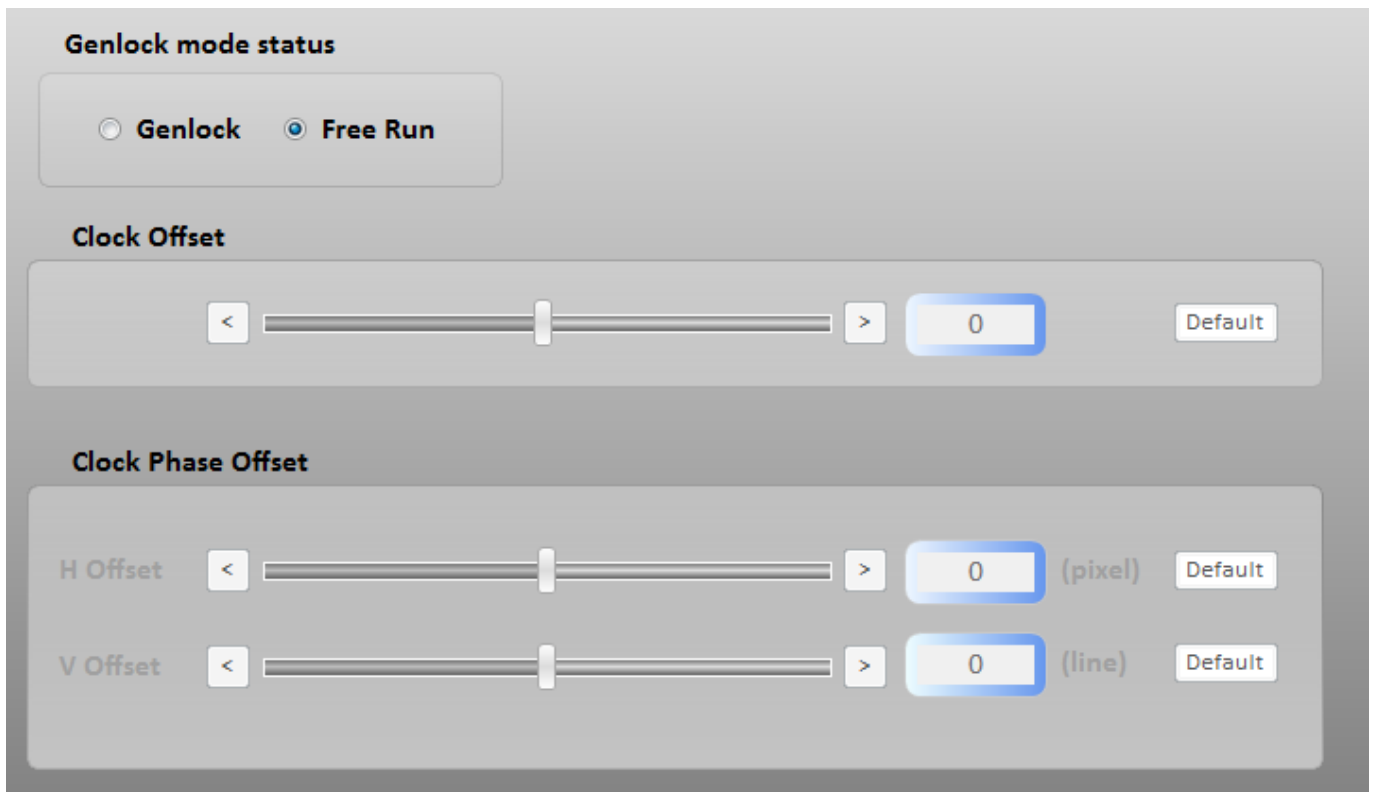 Genlock mode status
Genlock Free Run
Clock Offset
< > 0 Default
Clock Phase Offset
H Offset < > 0 (pixel) Default
V Offset < > 0 (line) Default